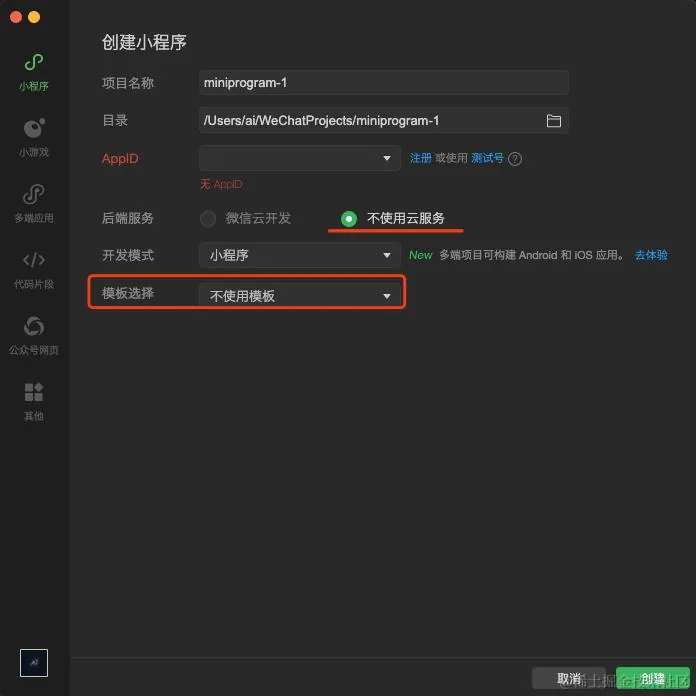 创建小程序
小程序
项目名称 miniprogram-1
目录 /Users/ai/WeChatProjects/miniprogram-1
小游戏
AppID 注册 或使用 测试号 ?
无 AppID
多端应用
后端服务 微信云开发 不使用云服务
开发模式 小程序 New 多端项目可构建 Android 和 iOS 应用。 去体验
代码片段
模板选择 不使用模板
公众号网页
其他
AI
取消 创建
@稀土掘金技术社区